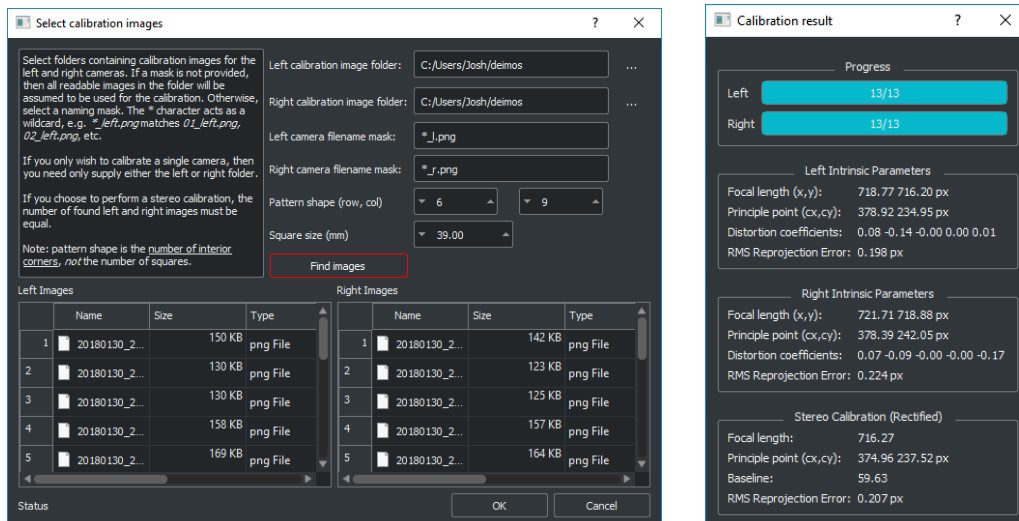 Select calibration images
?
Select folders containing calibration images for the
left and right cameras. If a mask is not provided,
then all readable images in the folder will be
assumed to be used for the calibration. Otherwise,
select a naming mask. The * character acts as a
wildcard, e.g. *_left.pngmatches 01_left.png,
02_left.png, etc.
If you only wish to calibrate a single camera, then
you need only supply either the left or right folder.
If you choose to perform a stereo calibration, the
number of found left and right images must be
equal.
Note: pattern shape is the number of interior
corners, not the number of squares.
Left calibration image folder: C:/Users/Josh/deimos ...
Right calibration image folder: C:/Users/Josh/deimos ...
Left camera filename mask: *_l.png
Right camera filename mask: *_r.png
Pattern shape (row, col) 6 9
Square size (mm) 39.00
Find images
Left Images
Name Size Type
1 20180130_2... 150 KB png File
2 20180130_2... 130 KB png File
3 20180130_2... 130 KB png File
4 20180130_2... 158 KB png File
5 20180130_2... 169 KB png File
Right Images
Name Size Type
1 20180130_2... 142 KB png File
2 20180130_2... 123 KB png File
3 20180130_2... 125 KB png File
4 20180130_2... 157 KB png File
5 20180130_2... 164 KB png File
Status OK Cancel
Calibration result
?
Progress
Left 13/13
Right 13/13
Left Intrinsic Parameters
Focal length (x,y): 718.77 716.20 px
Principle point (cx,cy): 378.92 234.95 px
Distortion coefficients: 0.08 -0.14 -0.00 0.00 0.01
RMS Reprojection Error: 0.198 px
Right Intrinsic Parameters
Focal length (x,y): 721.71 718.88 px
Principle point (cx,cy): 378.39 242.05 px
Distortion coefficients: 0.07 -0.09 -0.00 -0.00 -0.17
RMS Reprojection Error: 0.224 px
Stereo Calibration (Rectified)
Focal length: 716.27
Principle point (cx,cy): 374.96 237.52 px
Baseline: 59.63
RMS Reprojection Error: 0.207 px